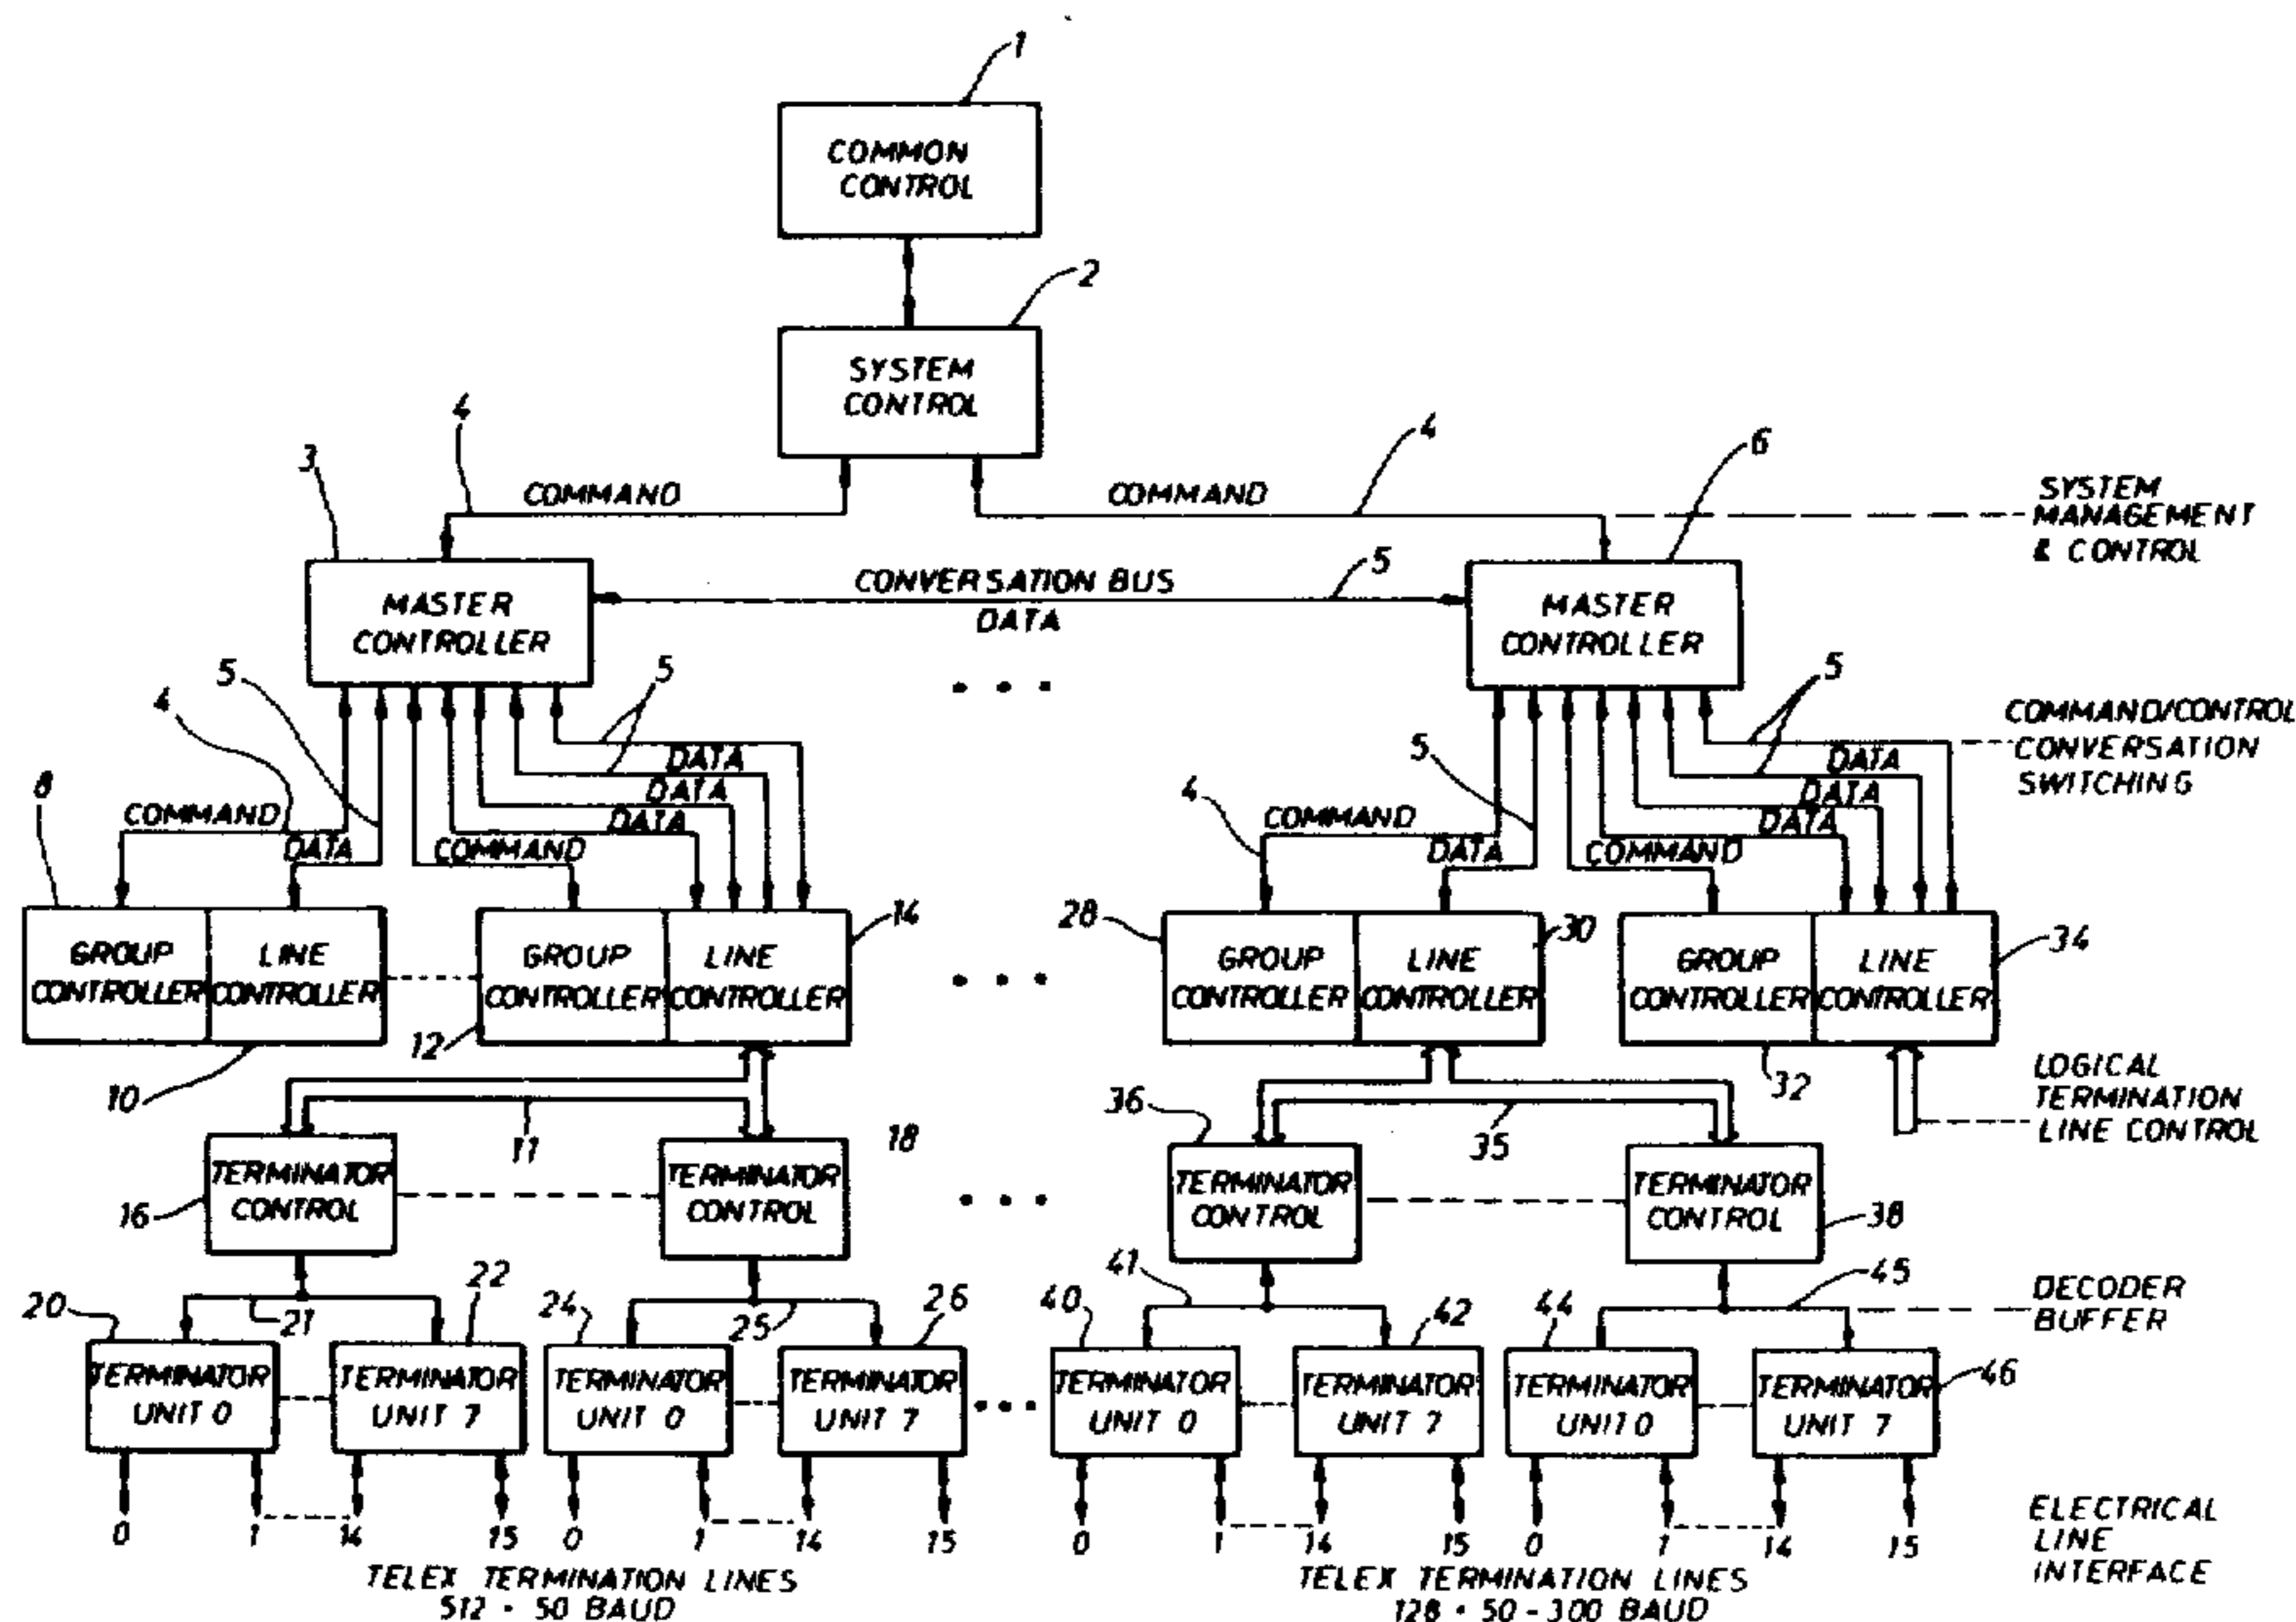 1
COMMON
CONTROL
2
SYSTEM
CONTROL
4
4
3
6
COMMAND
COMMAND
SYSTEM
MANAGEMENT
& CONTROL
MASTER
CONTROLLER
CONVERSATION BUS
5
DATA
MASTER
CONTROLLER
5
5
4
5
5
4
COMMAND/CONTROL
CONVERSATION
SWITCHING
8
COMMAND
DATA
COMMAND
DATA
DATA
DATA
COMMAND
DATA
COMMAND
DATA
DATA
DATA
GROUP
CONTROLLER
LINE
CONTROLLER
GROUP
CONTROLLER
LINE
CONTROLLER
14
28
GROUP
CONTROLLER
LINE
CONTROLLER
30
GROUP
CONTROLLER
LINE
CONTROLLER
34
10
12
32
LOGICAL
TERMINATION
LINE CONTROL
11
18
36
35
TERMINATOR
CONTROL
16
TERMINATOR
CONTROL
TERMINATOR
CONTROL
TERMINATOR
CONTROL
38
20
21
22
24
25
26
40
41
42
44
45
46
DECODER
BUFFER
TERMINATOR
UNIT 0
TERMINATOR
UNIT 7
TERMINATOR
UNIT 0
TERMINATOR
UNIT 7
TERMINATOR
UNIT 0
TERMINATOR
UNIT 7
TERMINATOR
UNIT 0
TERMINATOR
UNIT 7
0 1 14 15 0 1 14 15 0 1 14 15 0 1 14 15
ELECTRICAL
LINE
INTERFACE
TELEX TERMINATION LINES
512 · 50 BAUD
TELEX TERMINATION LINES
128 · 50 - 300 BAUD